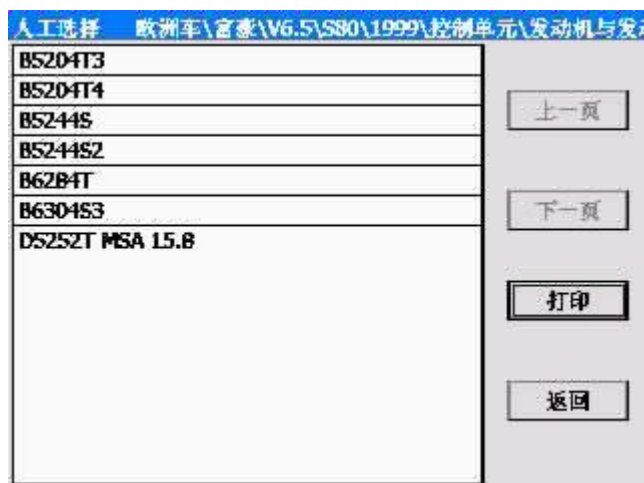 人工选择 欧洲车\富豪\V6.5\S80\1999\控制单元\发动机与发
B5204T3
B5204T4
B5244S
B5244S2
B6284T
B6304S3
D5252T MSA 15.8
上一页
下一页
打印
返回